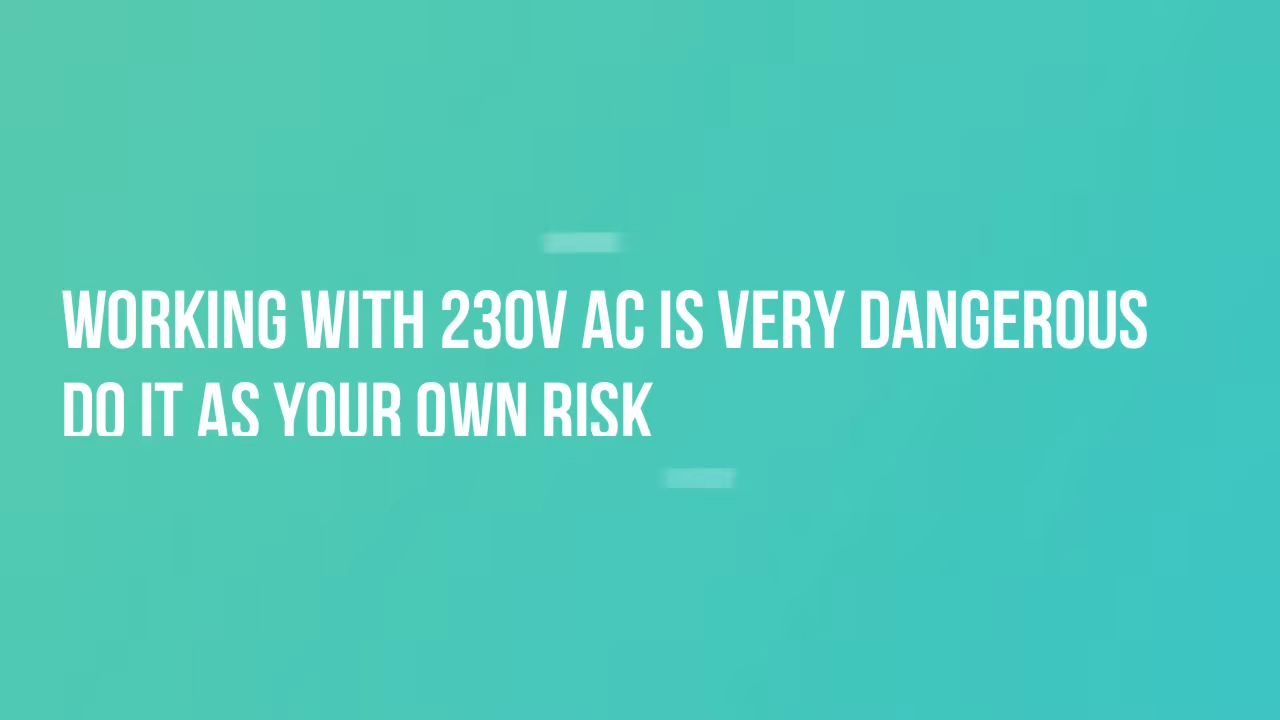 WORKING WITH 230V AC IS VERY DANGEROUS
DO IT AS YOUR OWN RISK